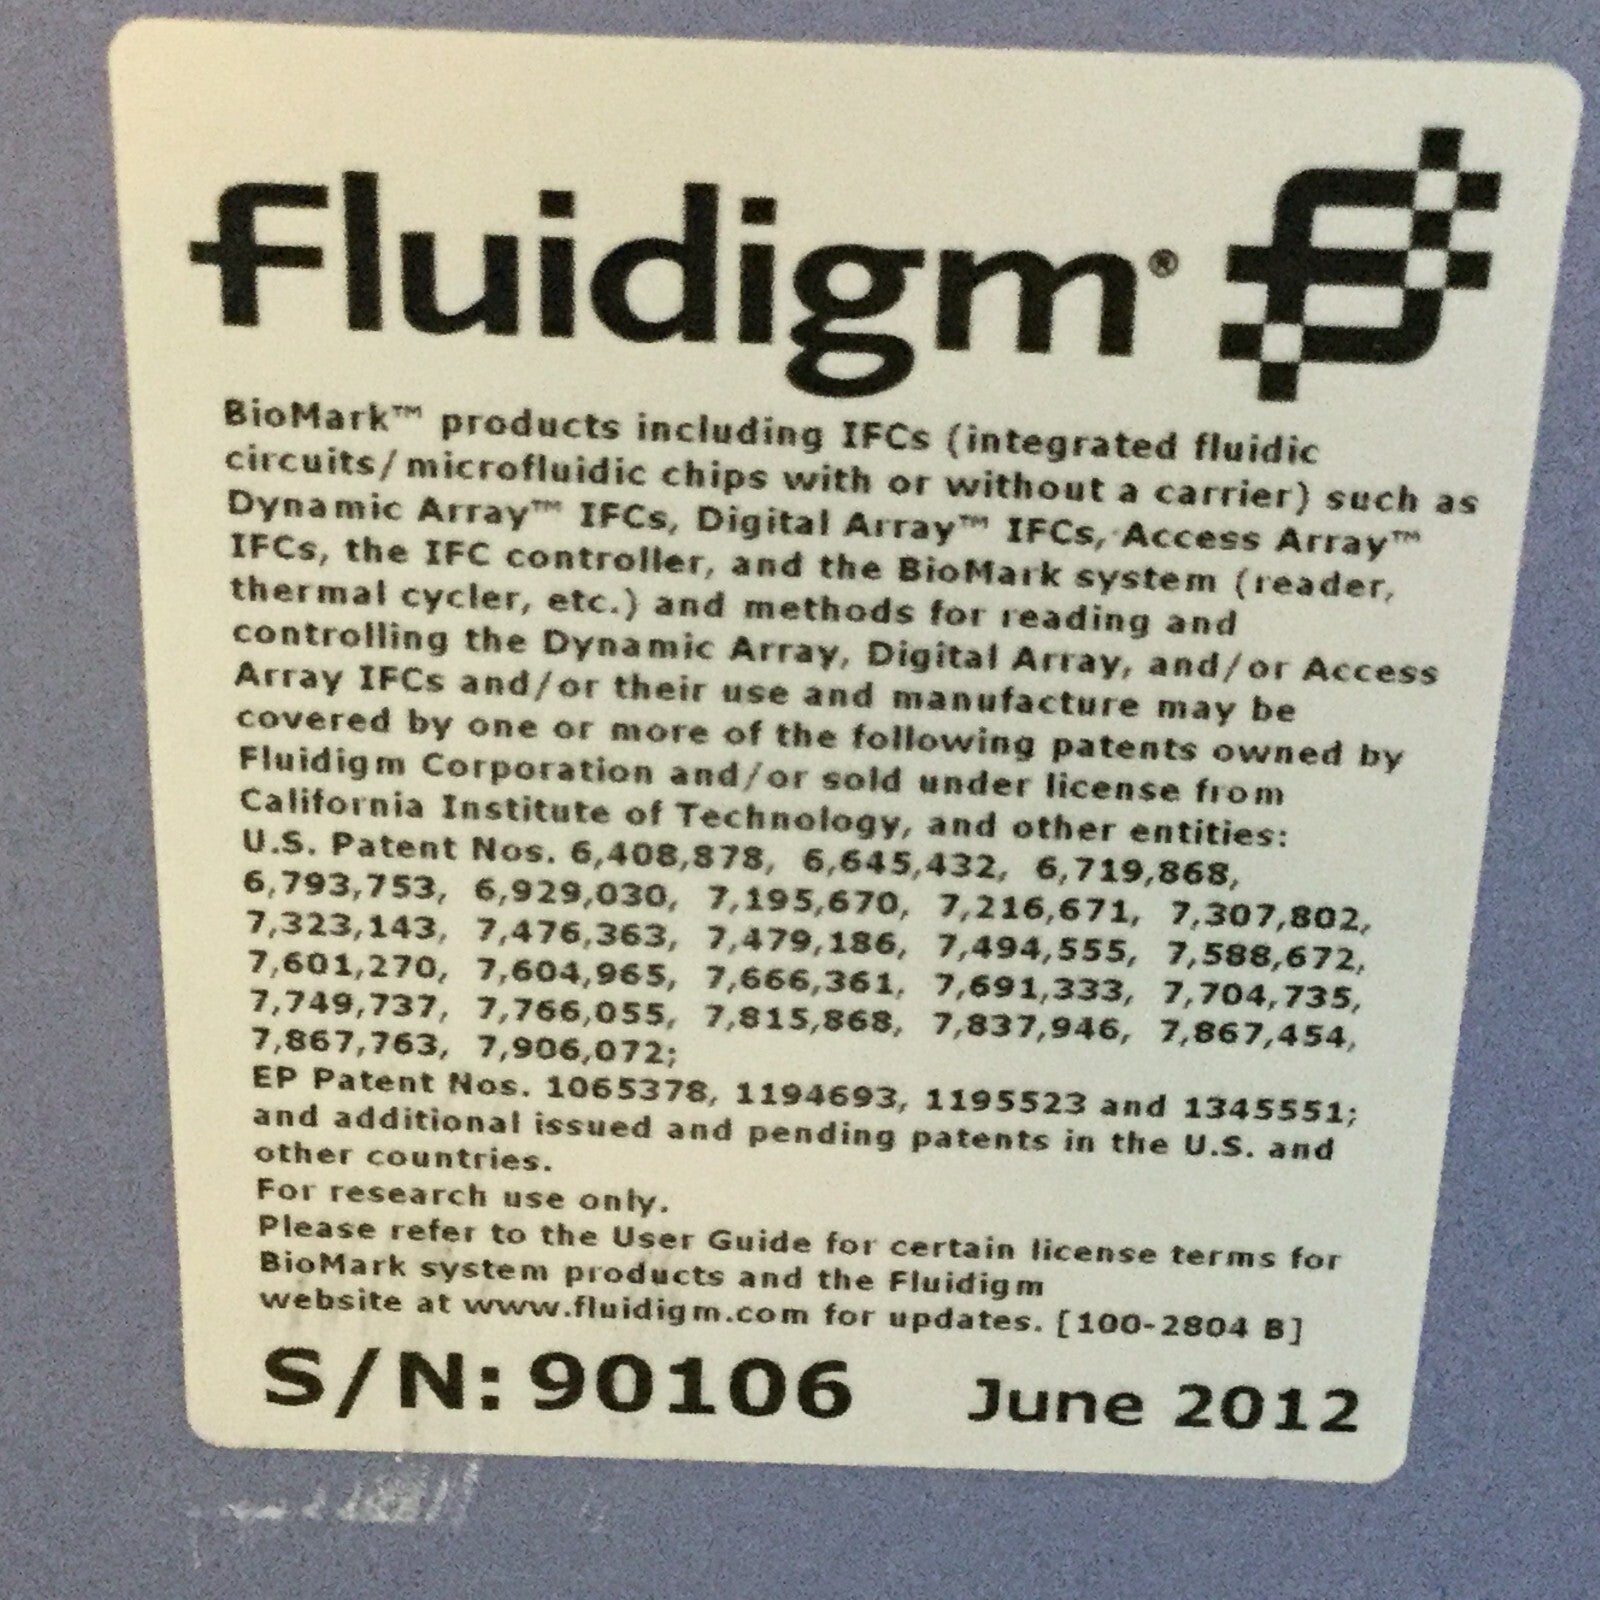 Fluidigm®
BioMark™ products including IFCs (integrated fluidic
circuits/microfluidic chips with or without a carrier) such as
Dynamic Array™ IFCs, Digital Array™ IFCs, Access Array™
IFCs, the IFC controller, and the BioMark system (reader,
thermal cycler, etc.) and methods for reading and
controlling the Dynamic Array, Digital Array, and/or Access
Array IFCs and/or their use and manufacture may be
covered by one or more of the following patents owned by
Fluidigm Corporation and/or sold under license from
California Institute of Technology, and other entities:
U.S. Patent Nos. 6,408,878, 6,645,432, 6,719,868,
6,793,753, 6,929,030, 7,195,670, 7,216,671, 7,307,802,
7,323,143, 7,476,363, 7,479,186, 7,494,555, 7,588,672,
7,601,270, 7,604,965, 7,666,361, 7,691,333, 7,704,735,
7,749,737, 7,766,055, 7,815,868, 7,837,946, 7,867,454,
7,867,763, 7,906,072;
EP Patent Nos. 1065378, 1194693, 1195523 and 1345551;
and additional issued and pending patents in the U.S. and
other countries.
For research use only.
Please refer to the User Guide for certain license terms for
BioMark system products and the Fluidigm
website at www.fluidigm.com for updates. [100-2804 B]
S/N: 90106 June 2012